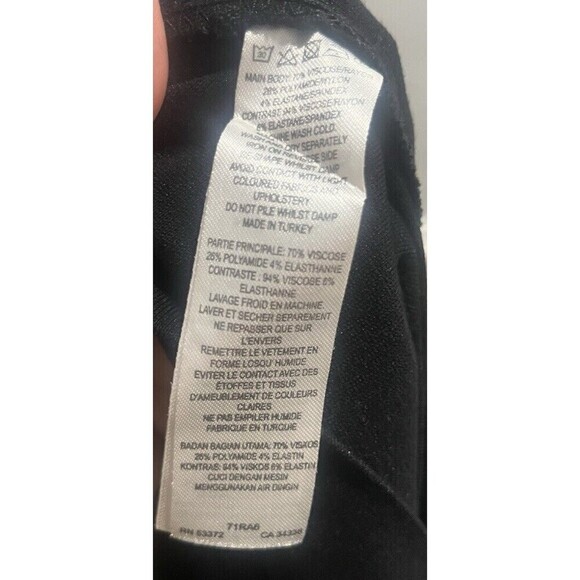 MAIN BODY: 70% VISCOSE/RAYON
26% POLYAMIDE/NYLON
4% ELASTANE/SPANDEX
CONTRAST: 94% VISCOSE/RAYON
6% ELASTANE/SPANDEX
MACHINE WASH COLD.
WASH AND DRY SEPARATELY
IRON ON REVERSE SIDE
RE-SHAPE WHILST DAMP
AVOID CONTACT WITH LIGHT
COLOURED FABRICS AND
UPHOLSTERY
DO NOT PILE WHILST DAMP
MADE IN TURKEY
PARTIE PRINCIPALE: 70% VISCOSE
26% POLYAMIDE 4% ELASTHANNE
CONTRASTE : 94% VISCOSE 6%
ELASTHANNE
LAVAGE FROID EN MACHINE
LAVER ET SECHER SEPAREMENT
NE REPASSER QUE SUR
L'ENVERS
REMETTRE LE VETEMENT EN
FORME LOSQU' HUMIDE
EVITER LE CONTACT AVEC DES
ÉTOFFES ET TISSUS
D'AMEUBLEMENT DE COULEURS
CLAIRES
NE PAS EMPILER HUMIDE
FABRIQUE EN TURQUIE
BADAN BAGIAN UTAMA: 70% VISKOS
26% POLYAMIDE 4% ELASTIN
KONTRAS: 94% VISKOS 6% ELASTIN
CUCI DENGAN MESIN
MENGGUNAKAN AIR DINGIN
71RA6
RN 53372 CA